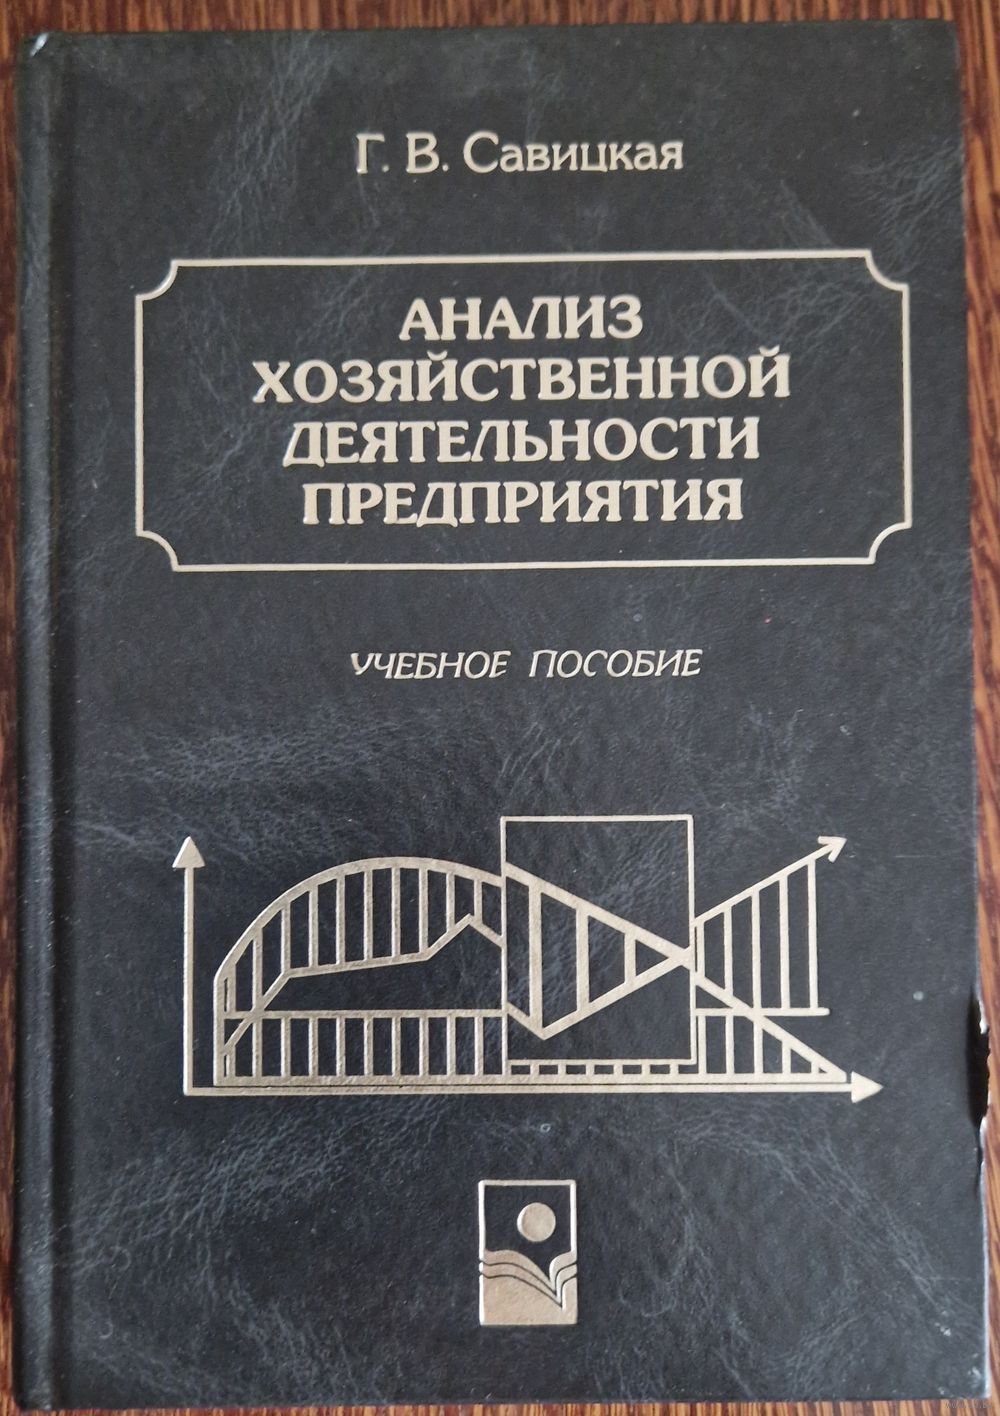 Г. В. Савицкая
АНАЛИЗ
ХОЗЯЙСТВЕННОЙ
ДЕЯТЕЛЬНОСТИ
ПРЕДПРИЯТИЯ
УЧЕБНОЕ ПОСОБИЕ